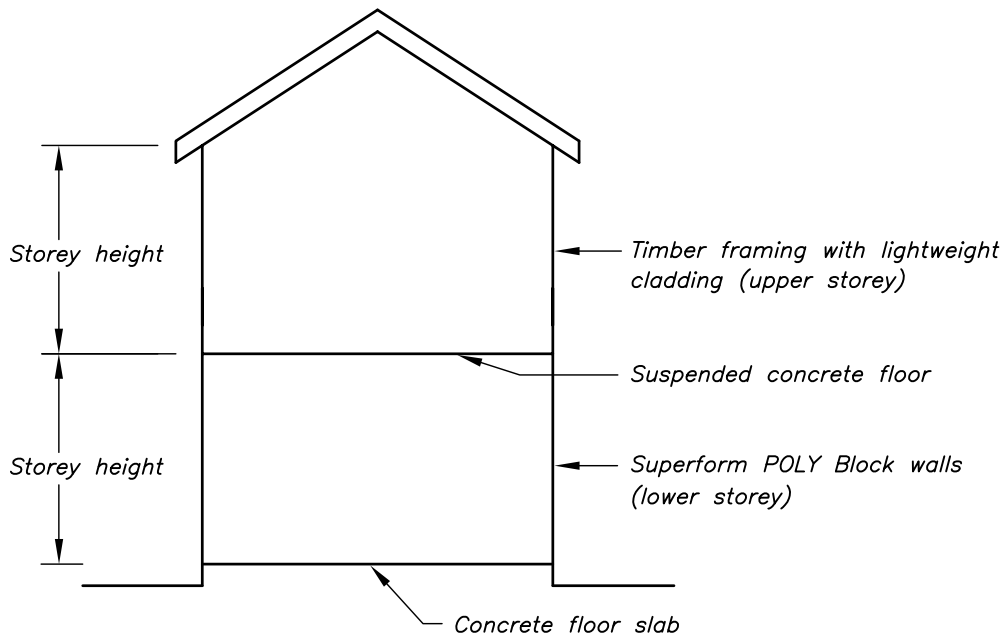 Storey height
Timber framing with lightweight
cladding (upper storey)
Suspended concrete floor
Storey height
Superform POLY Block walls
(lower storey)
Concrete floor slab